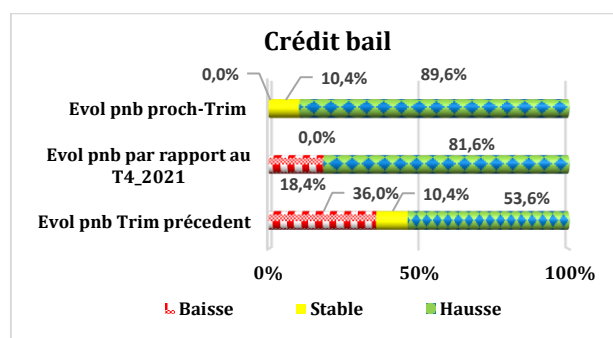 Crédit bail
0,0% 10,4% 89,6%
Evol pnb proch-Trim
0,0% 81,6%
Evol pnb par rapport au
T4_2021
18,4% 36,0% 10,4% 53,6%
Evol pnb Trim précedent
0% 50% 100%
Baisse Stable Hausse